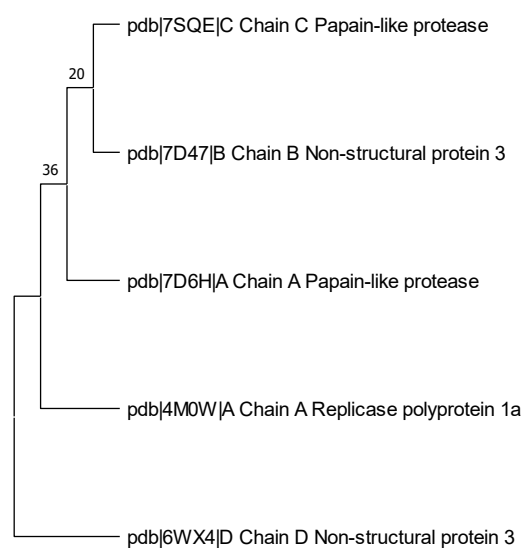 pdb|7SQE|C Chain C Papain-like protease
20
pdb|7D47|B Chain B Non-structural protein 3
36
pdb|7D6H|A Chain A Papain-like protease
pdb|4M0W|A Chain A Replicase polyprotein 1a
pdb|6WX4|D Chain D Non-structural protein 3